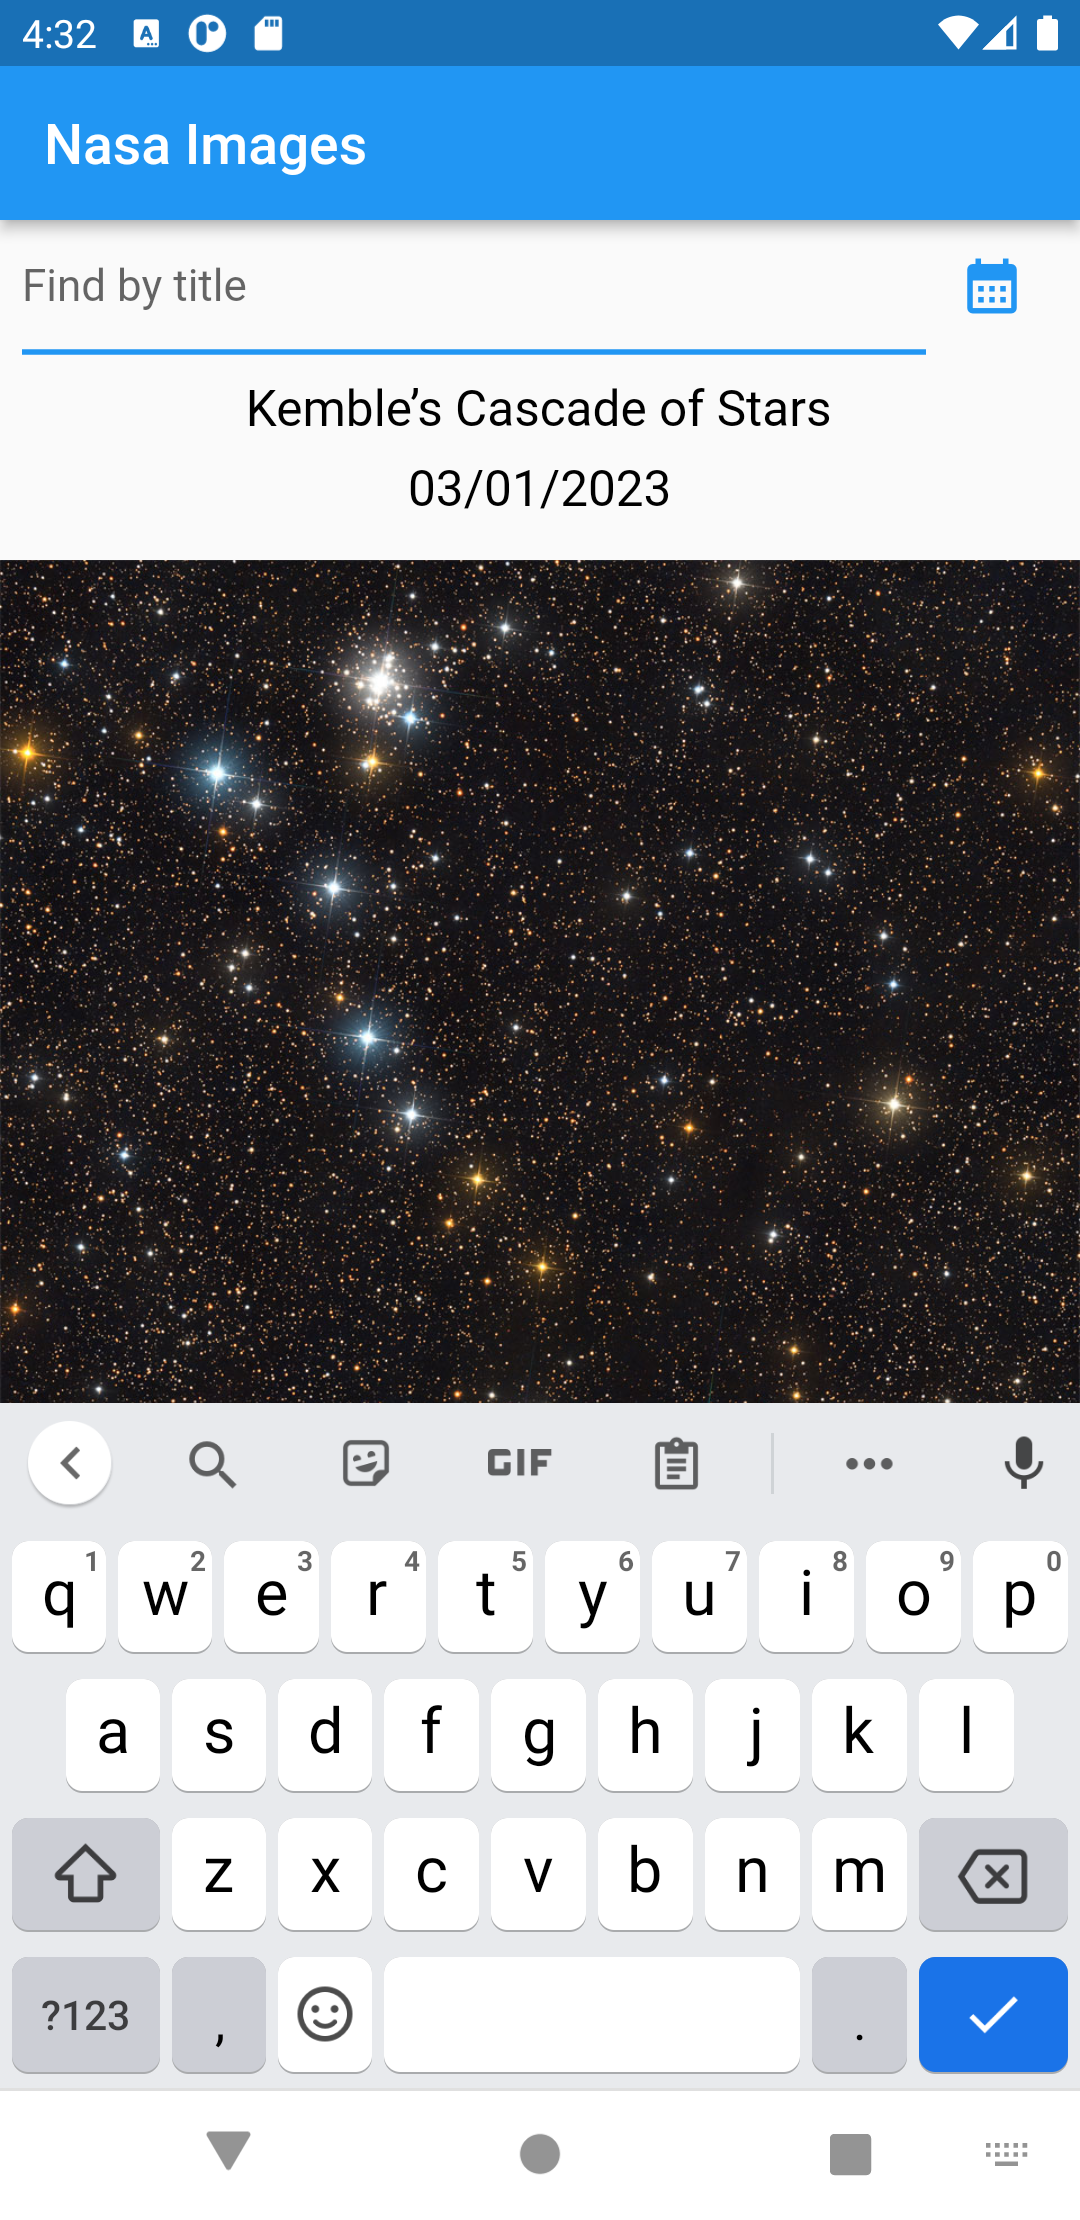 4:32
Nasa Images
Find by title
Kemble’s Cascade of Stars
03/01/2023
GIF
q 1 w 2 e 3 r 4 t 5 y 6 u 7 i 8 o 9 p 0
a s d f g h j k l
z x c v b n m
?123 , .